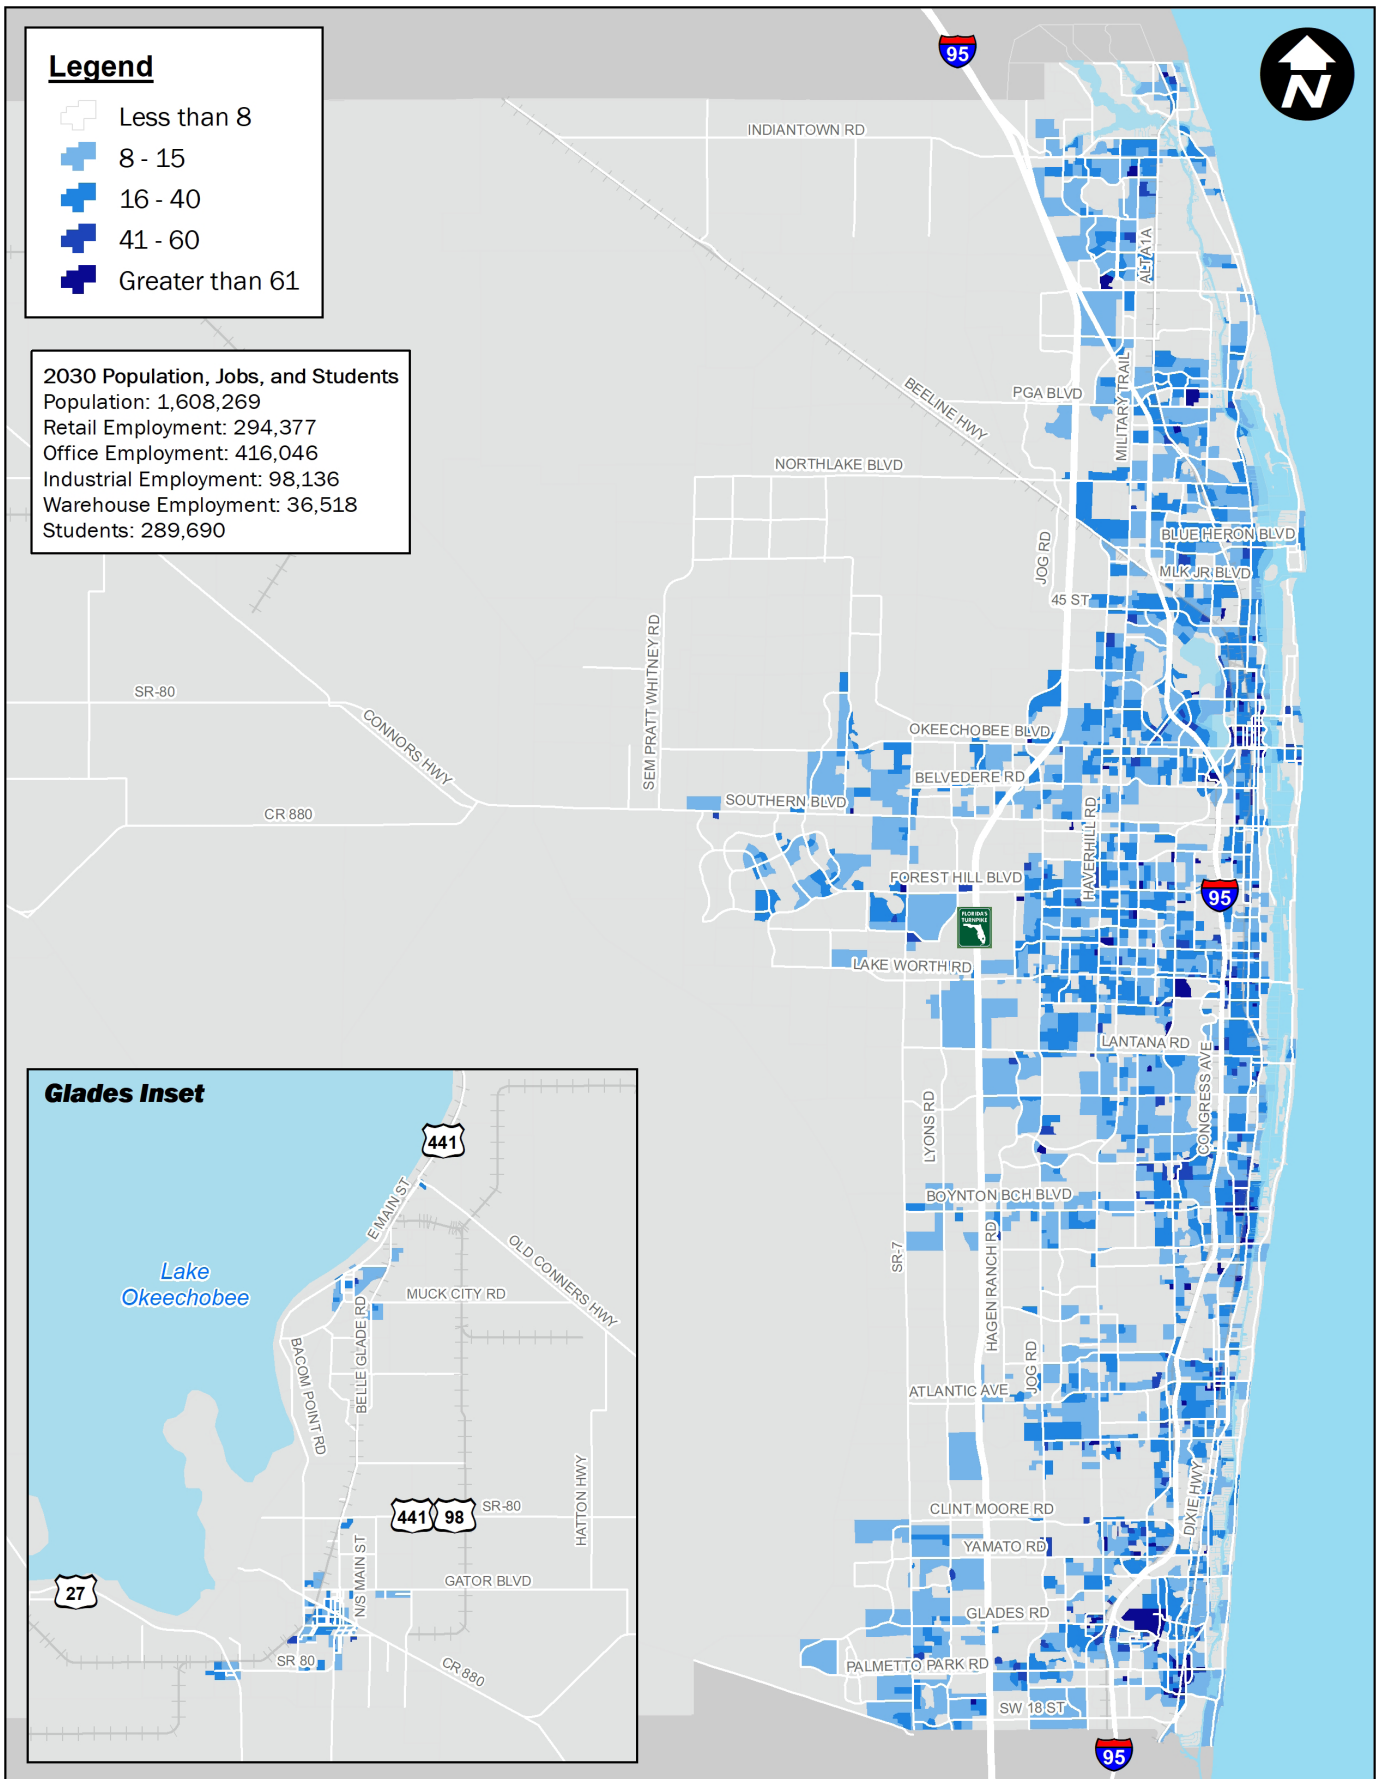 Legend
Less than 8
8 - 15
16 - 40
41 - 60
Greater than 61
2030 Population, Jobs, and Students
Population: 1,608,269
Retail Employment: 294,377
Office Employment: 416,046
Industrial Employment: 98,136
Warehouse Employment: 36,518
Students: 289,690
95
N
INDIANTOWN RD
ALT A1A
BEELINE HWY
PGA BLVD
MILITARY TRAIL
NORTHLAKE BLVD
BLUE HERON BLVD
JOG RD
MLK JR BLVD
45 ST
SEM PRATT WHITNEY RD
SR-80
CONNORS HWY
OKEECHOBEE BLVD
BELVEDERE RD
SOUTHERN BLVD
CR 880
HAVERHILL RD
FOREST HILL BLVD
95
FLORIDA'S
TURNPIKE
LAKE WORTH RD
LANTANA RD
CONGRESS AVE
LYONS RD
BOYNTON BCH BLVD
SR-7
HAGEN RANCH RD
JOG RD
ATLANTIC AVE
DIXIE HWY
CLINT MOORE RD
YAMATO RD
GLADES RD
PALMETTO PARK RD
SW 18 ST
95
Glades Inset
441
E MAIN ST
OLD CONNERS HWY
Lake
Okeechobee
MUCK CITY RD
BELLE GLADE RD
BACOM POINT RD
HATTON HWY
441
98
SR-80
N/S MAIN ST
GATOR BLVD
27
SR 80
CR 880